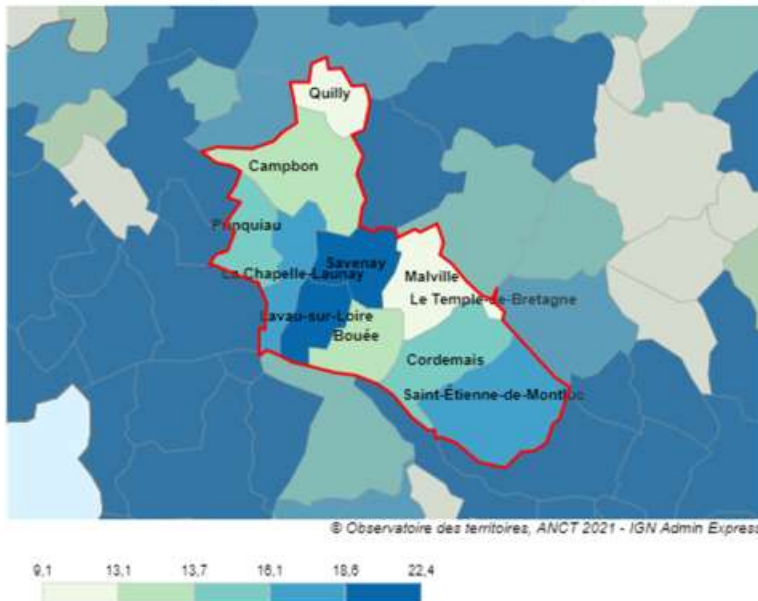 Quilly
Campbon
Prinquiau
Savenay
La Chapelle-Launay
Malville
Le Temple-de-Bretagne
Lavau-sur-Loire
Bouée
Cordemais
Saint-Étienne-de-Montluc
© Observatoire des territoires, ANCT 2021 - IGN Admin Express
9,1 13,1 13,7 16,1 18,6 22,4